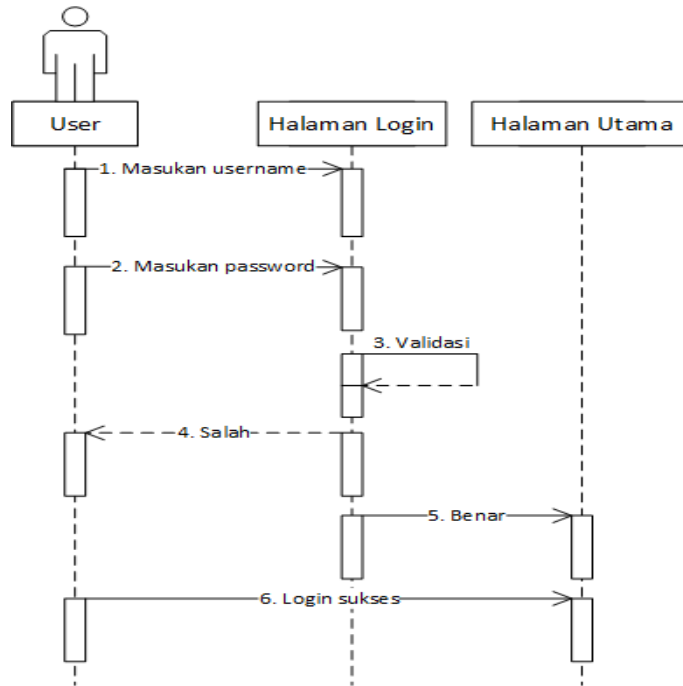 User
Halaman Login
Halaman Utama
1. Masukan username
2. Masukan password
3. Validasi
4. Salah
5. Benar
6. Login sukses